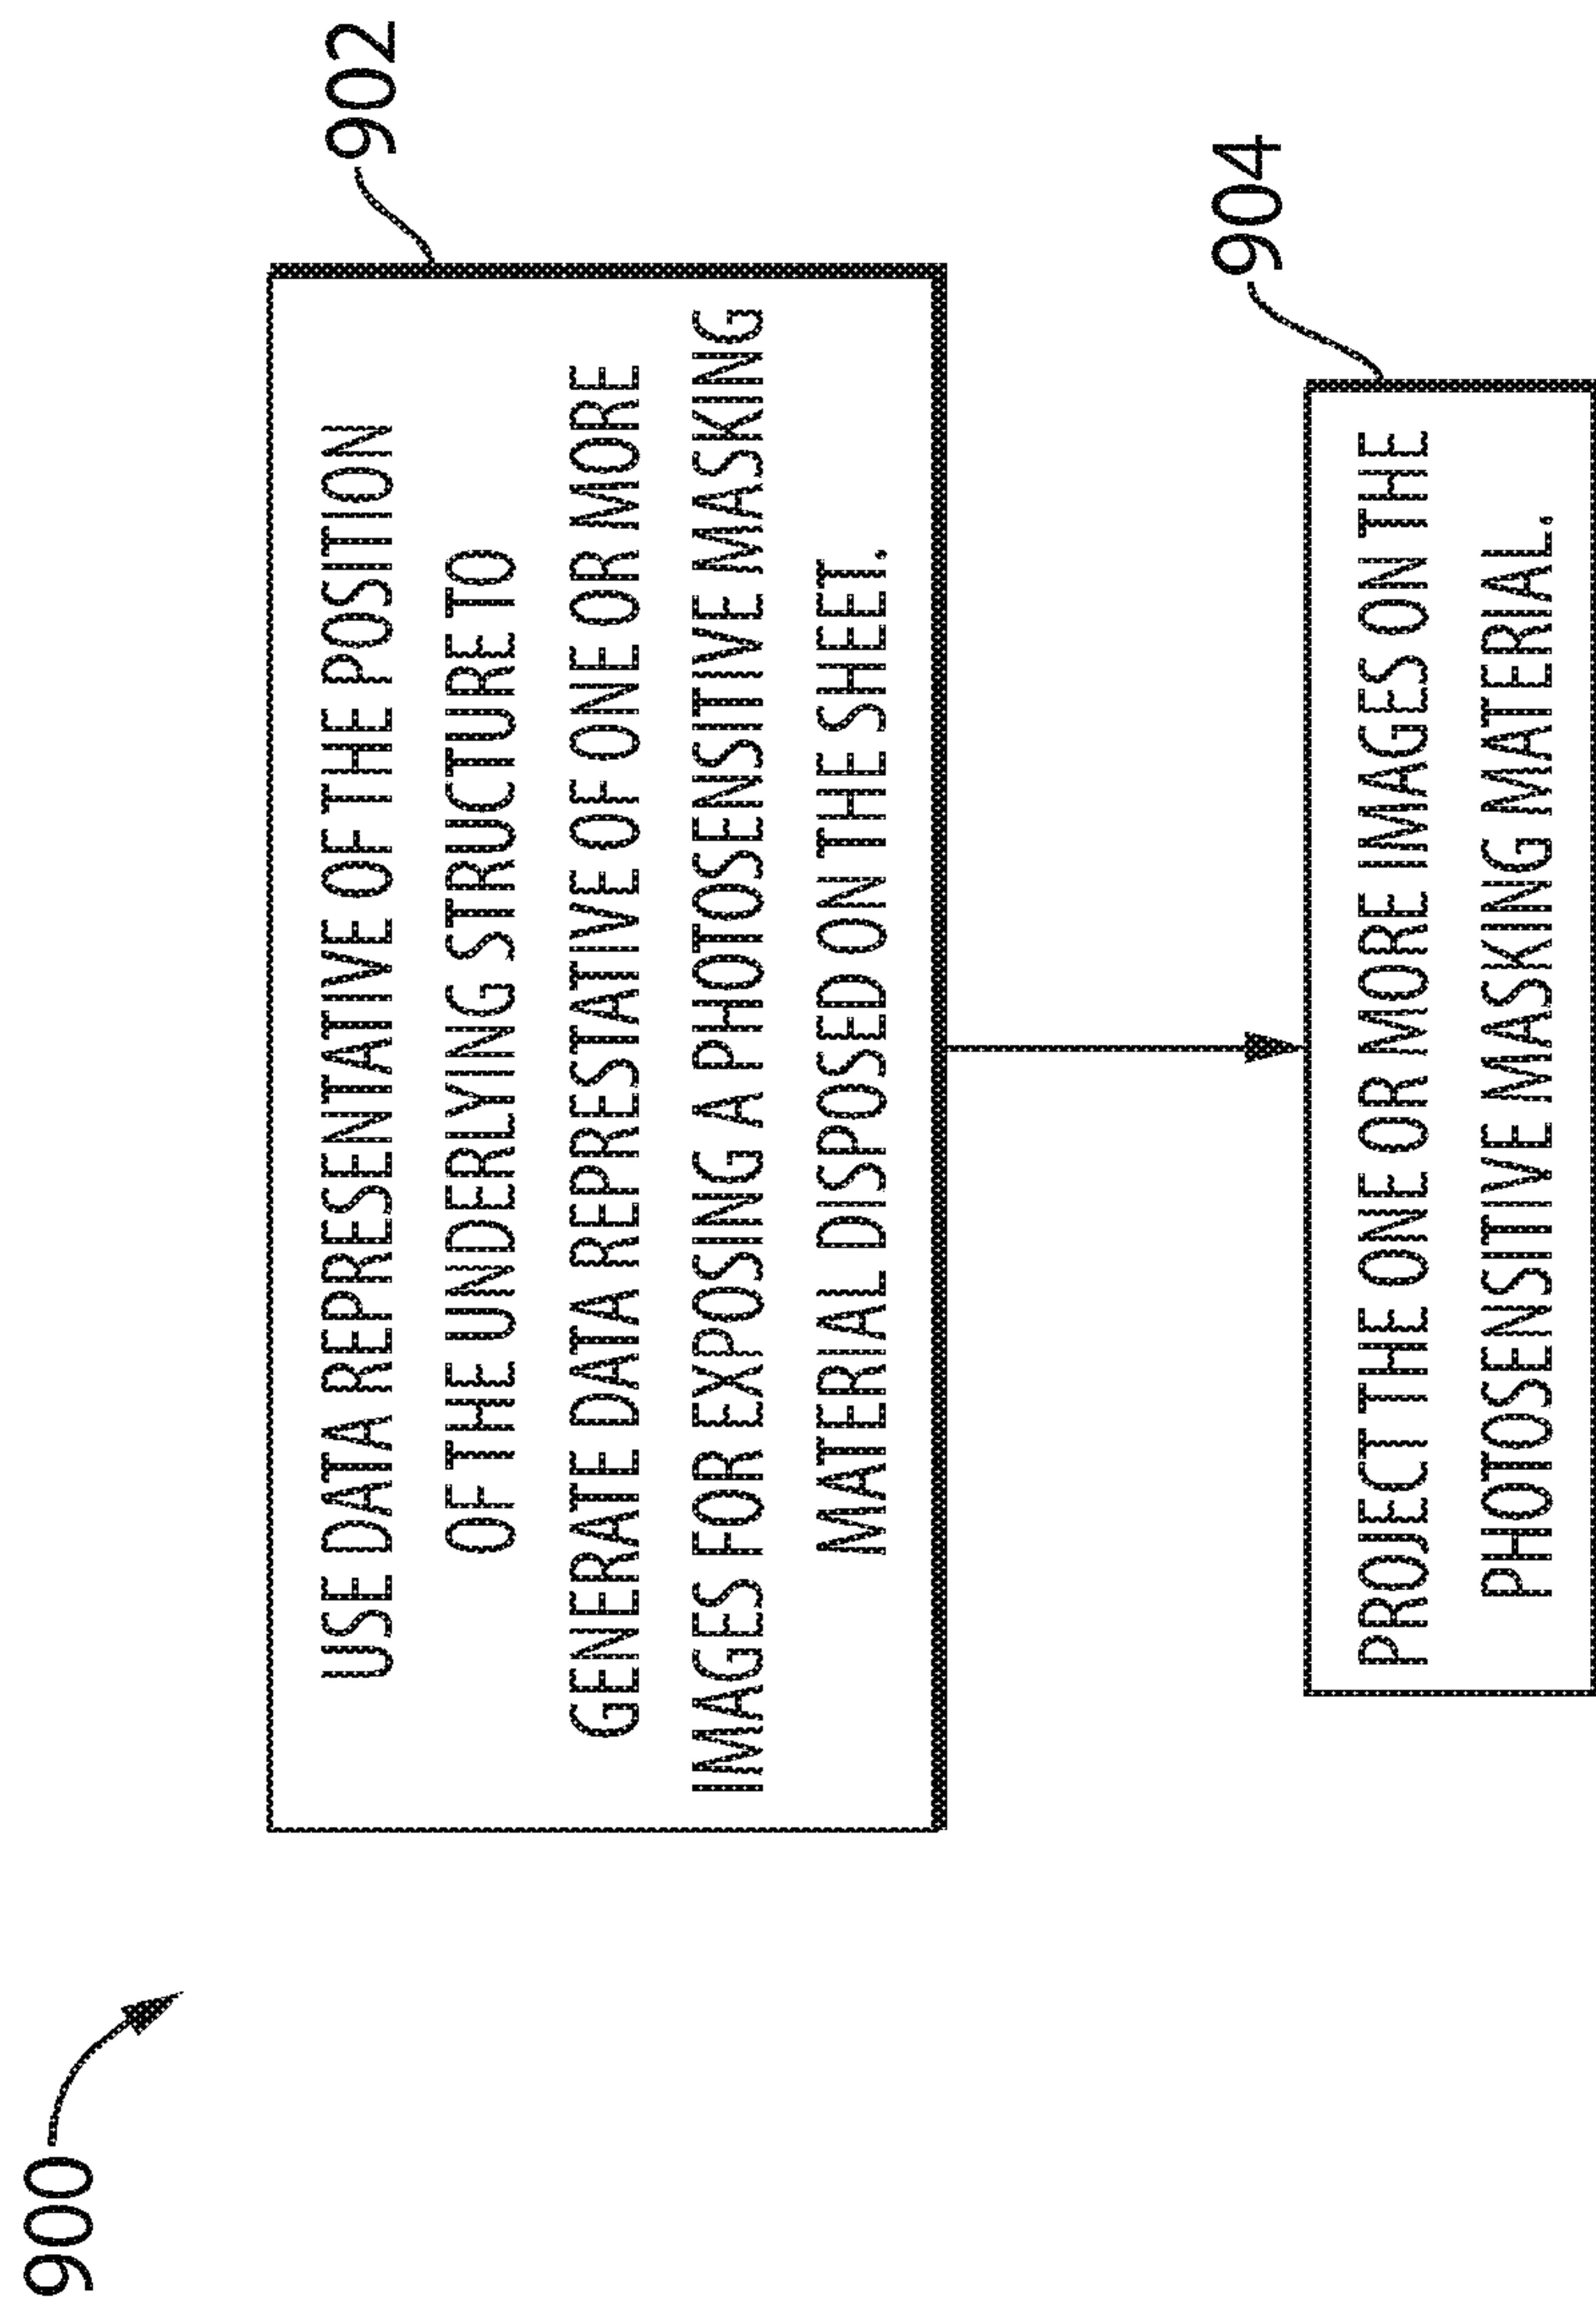 900
902
USE DATA REPRESENTATIVE OF THE POSITION
OF THE UNDERLYING STRUCTURE TO
GENERATE DATA REPRESTATIVE OF ONE OR MORE
IMAGES FOR EXPOSING A PHOTOSENSITIVE MASKING
MATERIAL DISPOSED ON THE SHEET.
904
PROJECT THE ONE OR MORE IMAGES ON THE
PHOTOSENSITIVE MASKING MATERIAL.